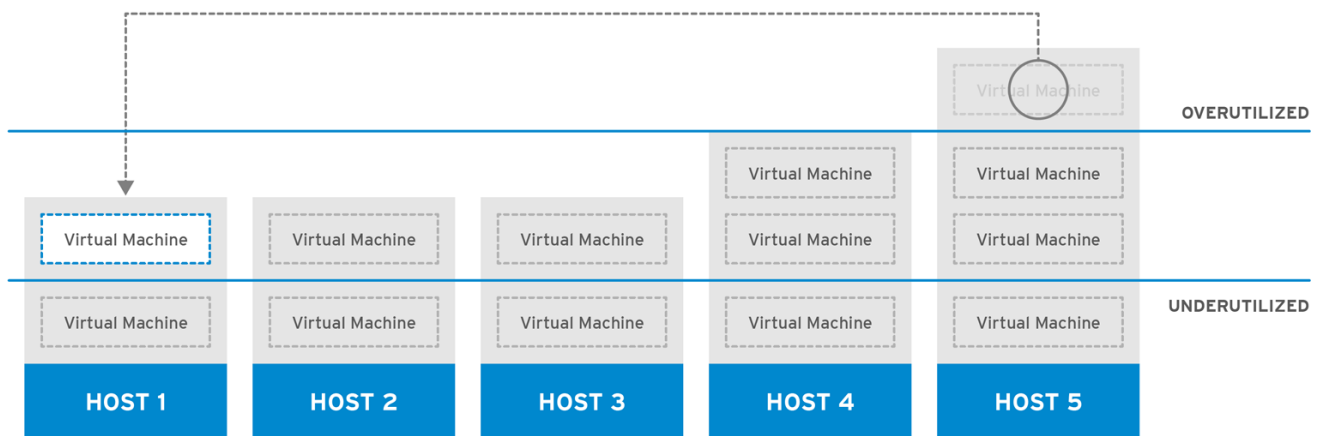 Virtual Machine
OVERUTILIZED
Virtual Machine Virtual Machine
Virtual Machine Virtual Machine Virtual Machine Virtual Machine Virtual Machine
UNDERUTILIZED
Virtual Machine Virtual Machine Virtual Machine Virtual Machine Virtual Machine
HOST 1 HOST 2 HOST 3 HOST 4 HOST 5